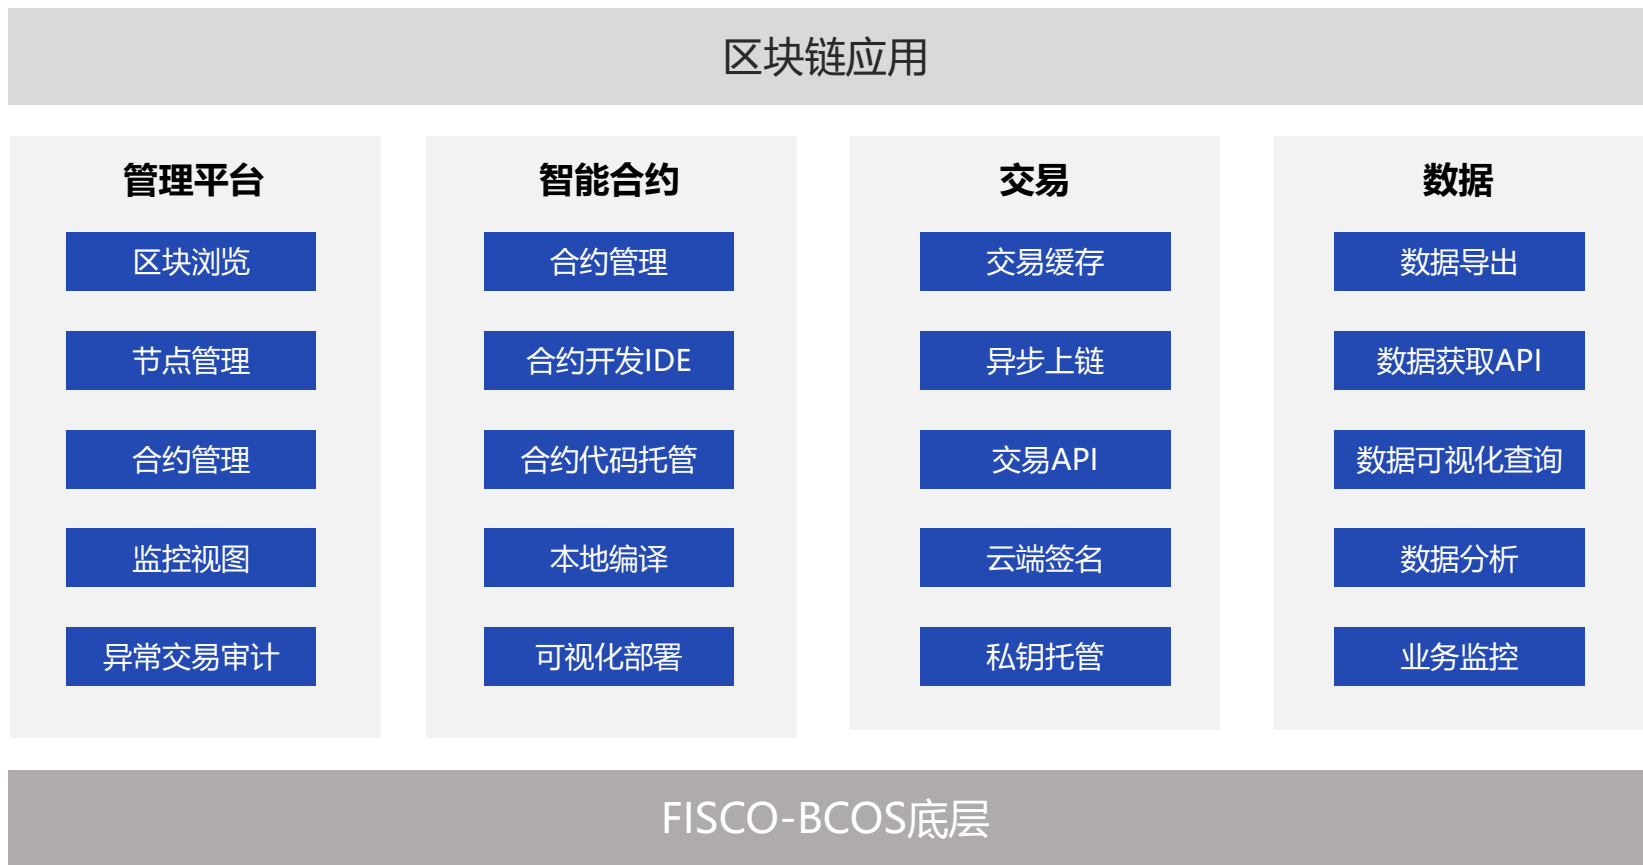 区块链应用
管理平台
区块浏览
节点管理
合约管理
监控视图
异常交易审计
智能合约
合约管理
合约开发IDE
合约代码托管
本地编译
可视化部署
交易
交易缓存
异步上链
交易API
云端签名
私钥托管
数据
数据导出
数据获取API
数据可视化查询
数据分析
业务监控
FISCO-BCOS底层